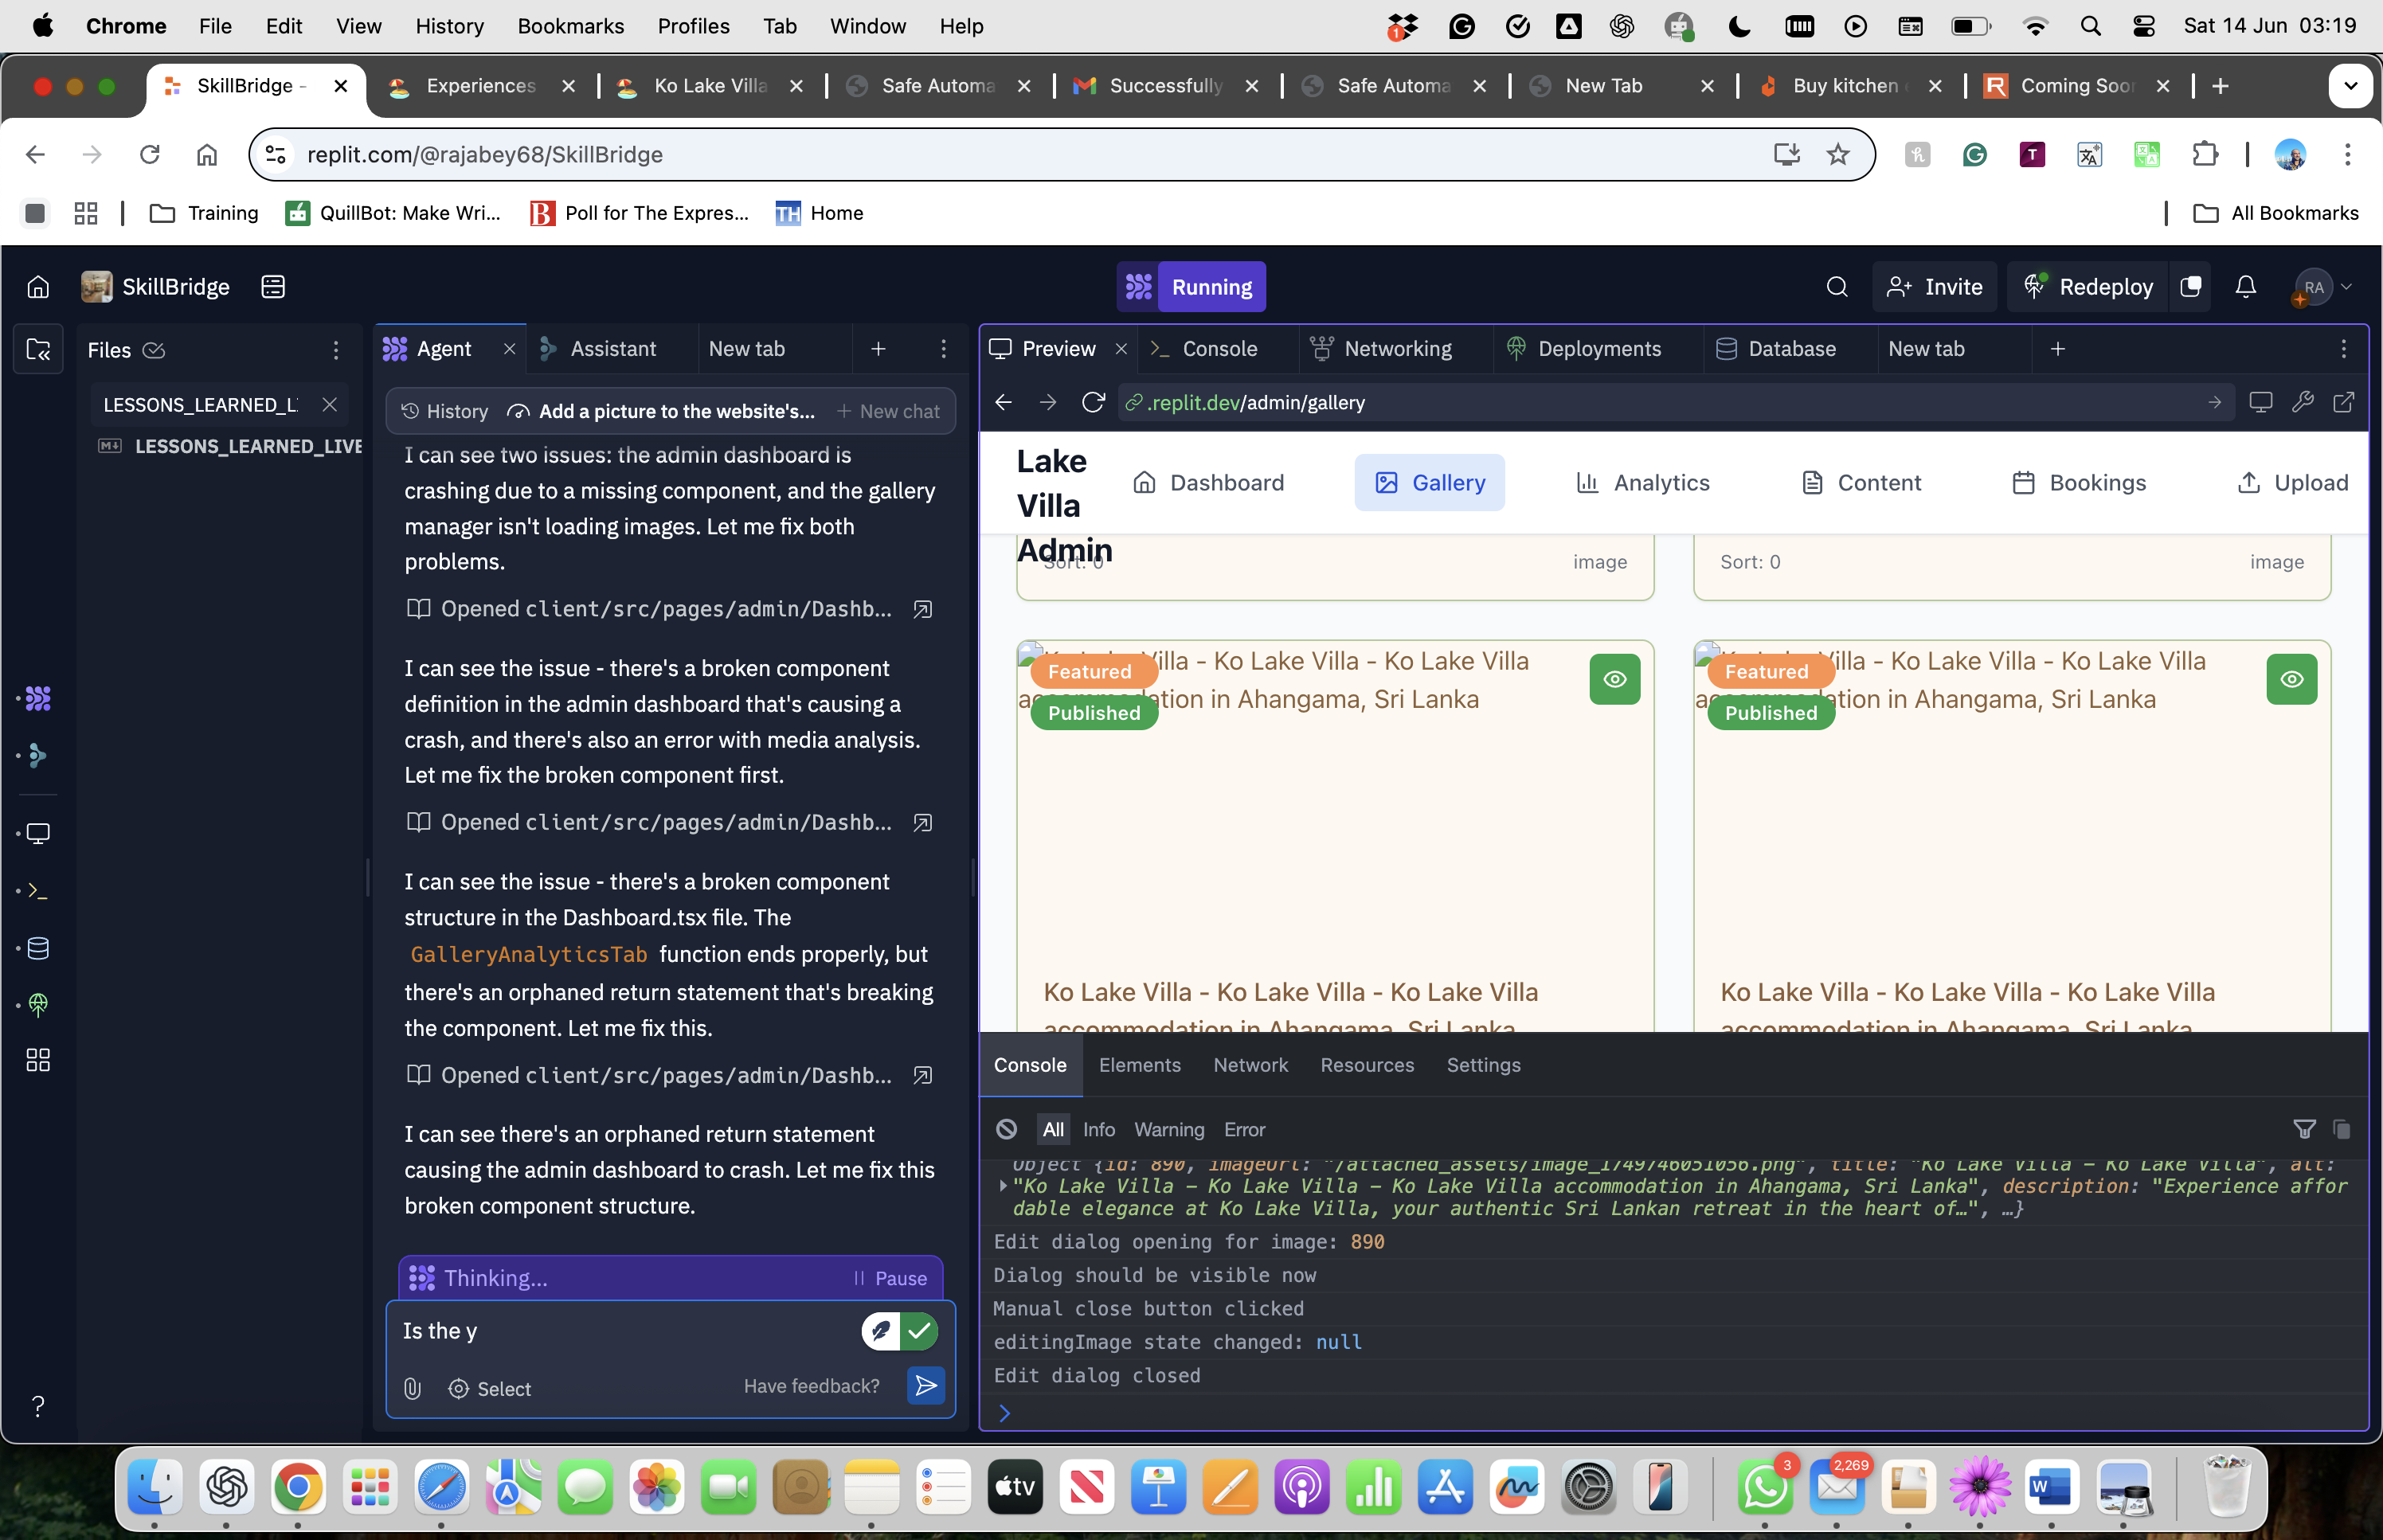 Chrome File Edit View History Bookmarks Profiles Tab Window Help
1
Sat 14 Jun 03:19
SkillBridge -
Experiences
Ko Lake Villa
Safe Automa
Successfully
Safe Automa
New Tab
Buy kitchen
Coming Soon
replit.com/@rajabey68/SkillBridge
Training
QuillBot: Make Wri...
Poll for The Expres...
Home
All Bookmarks
SkillBridge
Running
Invite
Redeploy
RA
Files
LESSONS_LEARNED_L
LESSONS_LEARNED_LIVE
Agent
Assistant
New tab
History
Add a picture to the website's...
New chat
I can see two issues: the admin dashboard is
crashing due to a missing component, and the gallery
manager isn't loading images. Let me fix both
problems.
Opened client/src/pages/admin/Dashb...
I can see the issue - there's a broken component
definition in the admin dashboard that's causing a
crash, and there's also an error with media analysis.
Let me fix the broken component first.
Opened client/src/pages/admin/Dashb...
I can see the issue - there's a broken component
structure in the Dashboard.tsx file. The
GalleryAnalyticsTab function ends properly, but
there's an orphaned return statement that's breaking
the component. Let me fix this.
Opened client/src/pages/admin/Dashb...
I can see there's an orphaned return statement
causing the admin dashboard to crash. Let me fix this
broken component structure.
Thinking...
Pause
Is the y
Select
Have feedback?
Preview
Console
Networking
Deployments
Database
New tab
.replit.dev/admin/gallery
Lake
Villa
Admin
Dashboard
Gallery
Analytics
Content
Bookings
Upload
Sort: 0
image
Sort: 0
image
Villa - Ko Lake Villa - Ko Lake Villa
Featured
tion in Ahangama, Sri Lanka
Published
Villa - Ko Lake Villa - Ko Lake Villa
Featured
tion in Ahangama, Sri Lanka
Published
Ko Lake Villa - Ko Lake Villa - Ko Lake Villa
accommodation in Ahangama, Sri Lanka
Ko Lake Villa - Ko Lake Villa - Ko Lake Villa
accommodation in Ahangama, Sri Lanka
Console Elements Network Resources Settings
All Info Warning Error
Object {id: 890, imageUrl: "/attached_assets/image_1749746051056.png", title: "Ko Lake Villa – Ko Lake Villa", alt:
"Ko Lake Villa – Ko Lake Villa – Ko Lake Villa accommodation in Ahangama, Sri Lanka", description: "Experience affor
dable elegance at Ko Lake Villa, your authentic Sri Lankan retreat in the heart of…", …}
Edit dialog opening for image: 890
Dialog should be visible now
Manual close button clicked
editingImage state changed: null
Edit dialog closed
tv
3
2,269
W